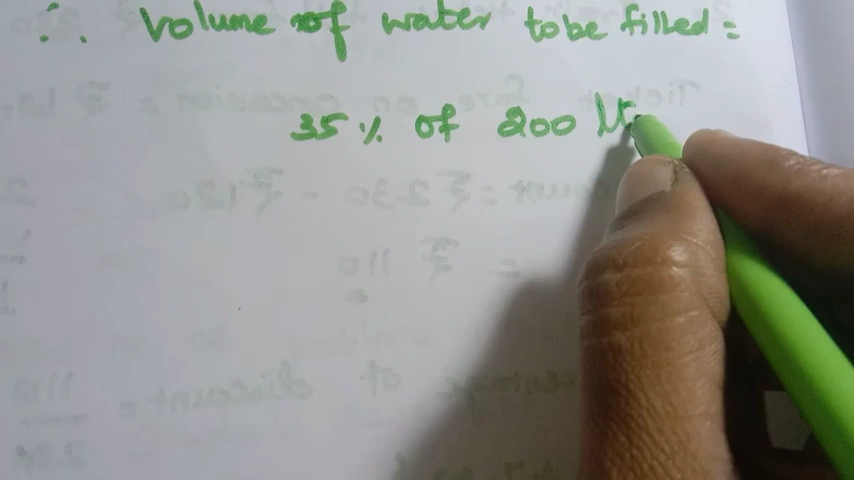 ∴ Volume of water to be filled =
35 % of 200 lt